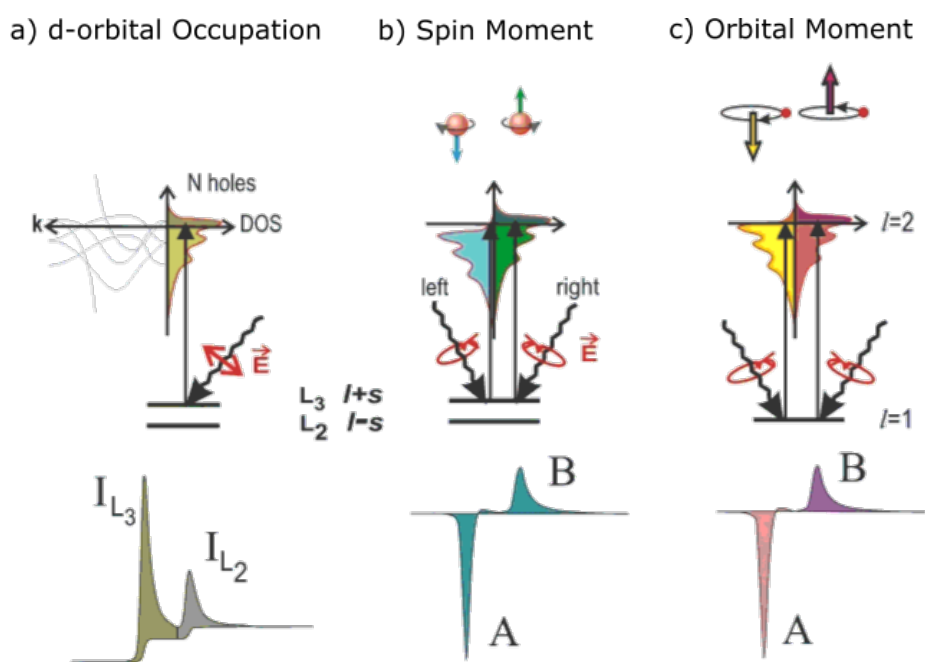 a) d-orbital Occupation
b) Spin Moment
c) Orbital Moment
N holes
k
DOS
E
L3 l+s
L2 l-s
IL3
IL2
left
right
E
B
A
l=2
l=1
B
A